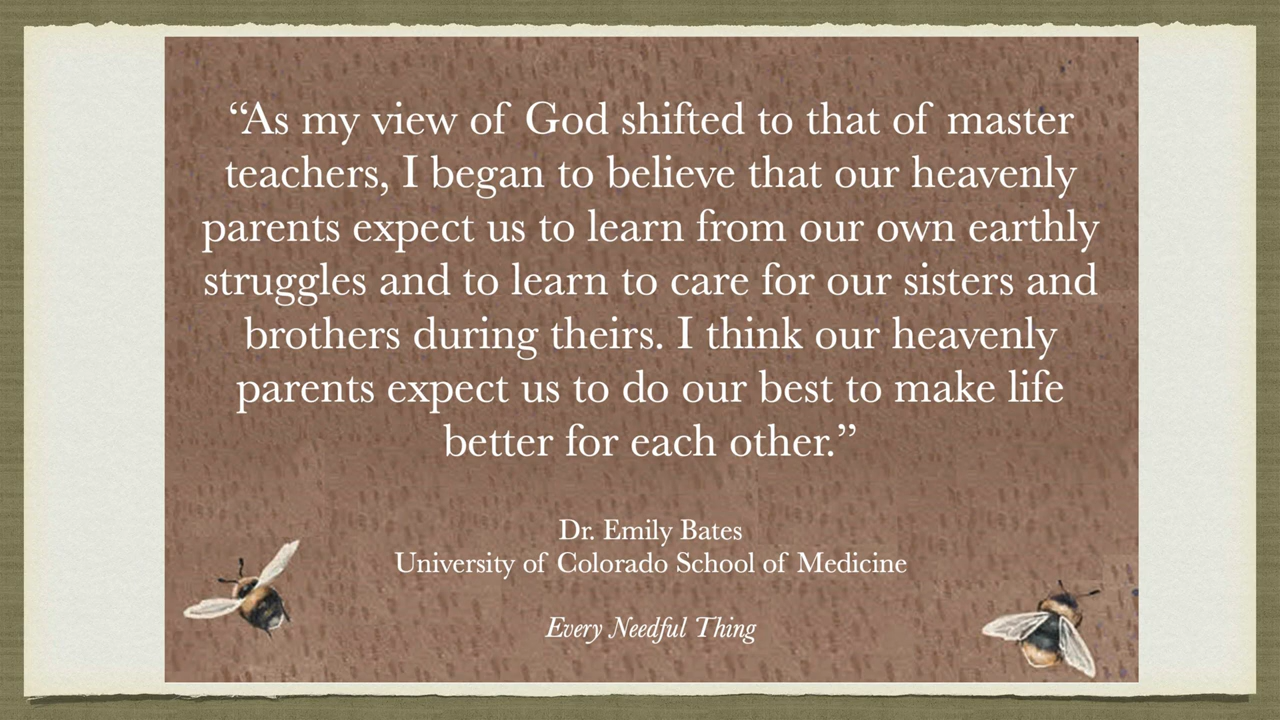 “As my view of God shifted to that of master
teachers, I began to believe that our heavenly
parents expect us to learn from our own earthly
struggles and to learn to care for our sisters and
brothers during theirs. I think our heavenly
parents expect us to do our best to make life
better for each other.”
Dr. Emily Bates
University of Colorado School of Medicine
Every Needful Thing